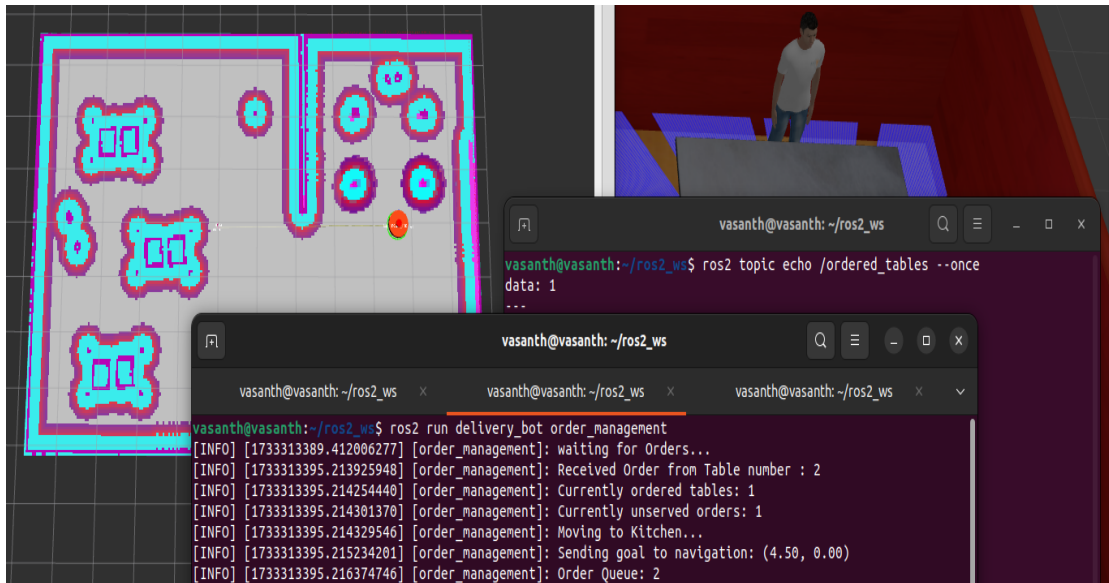 vasanth@vasanth: ~/ros2_ws
vasanth@vasanth:~/ros2_ws$ ros2 topic echo /ordered_tables --once
data: 1
---
vasanth@vasanth: ~/ros2_ws
vasanth@vasanth: ~/ros2_ws
vasanth@vasanth: ~/ros2_ws
vasanth@vasanth: ~/ros2_ws
vasanth@vasanth:~/ros2_ws$ ros2 run delivery_bot order_management
[INFO] [1733313389.412006277] [order_management]: waiting for Orders...
[INFO] [1733313395.213925948] [order_management]: Received Order from Table number : 2
[INFO] [1733313395.214254440] [order_management]: Currently ordered tables: 1
[INFO] [1733313395.214301370] [order_management]: Currently unserved orders: 1
[INFO] [1733313395.214329546] [order_management]: Moving to Kitchen...
[INFO] [1733313395.215234201] [order_management]: Sending goal to navigation: (4.50, 0.00)
[INFO] [1733313395.216374746] [order_management]: Order Queue: 2